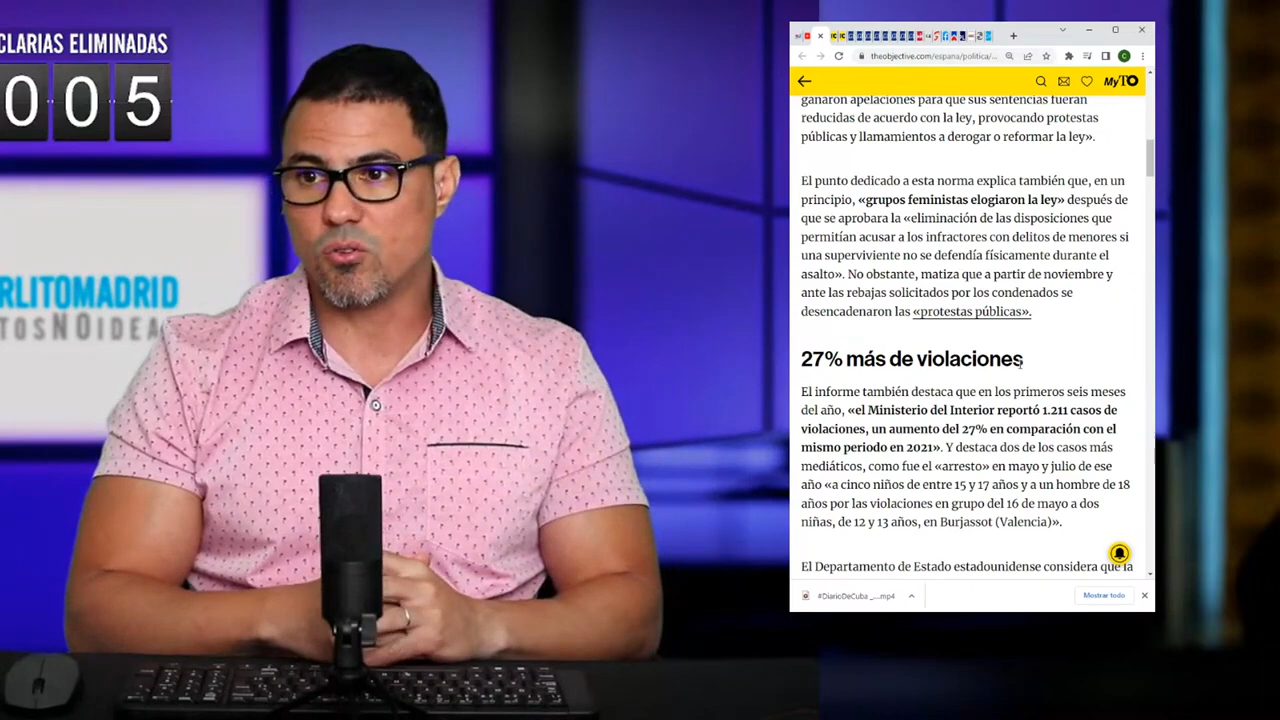 CLARIAS ELIMINADAS
005
RLITOMADRID
TOSNOIDEA
theobjective.com/espana/politica/...
MyTO
ganaron apelaciones para que sus sentencias fueran
reducidas de acuerdo con la ley, provocando protestas
públicas y llamamientos a derogar o reformar la ley».
El punto dedicado a esta norma explica también que, en un
principio, «grupos feministas elogiaron la ley» después de
que se aprobara la «eliminación de las disposiciones que
permitían acusar a los infractores con delitos de menores si
una superviviente no se defendía físicamente durante el
asalto». No obstante, matiza que a partir de noviembre y
ante las rebajas solicitados por los condenados se
desencadenaron las «protestas públicas».
27% más de violaciones
El informe también destaca que en los primeros seis meses
del año, «el Ministerio del Interior reportó 1.211 casos de
violaciones, un aumento del 27% en comparación con el
mismo periodo en 2021». Y destaca dos de los casos más
mediáticos, como fue el «arresto» en mayo y julio de ese
año «a cinco niños de entre 15 y 17 años y a un hombre de 18
años por las violaciones en grupo del 16 de mayo a dos
niñas, de 12 y 13 años, en Burjassot (Valencia)».
El Departamento de Estado estadounidense considera que la
#DiarioDeCuba _....mp4
Mostrar todo